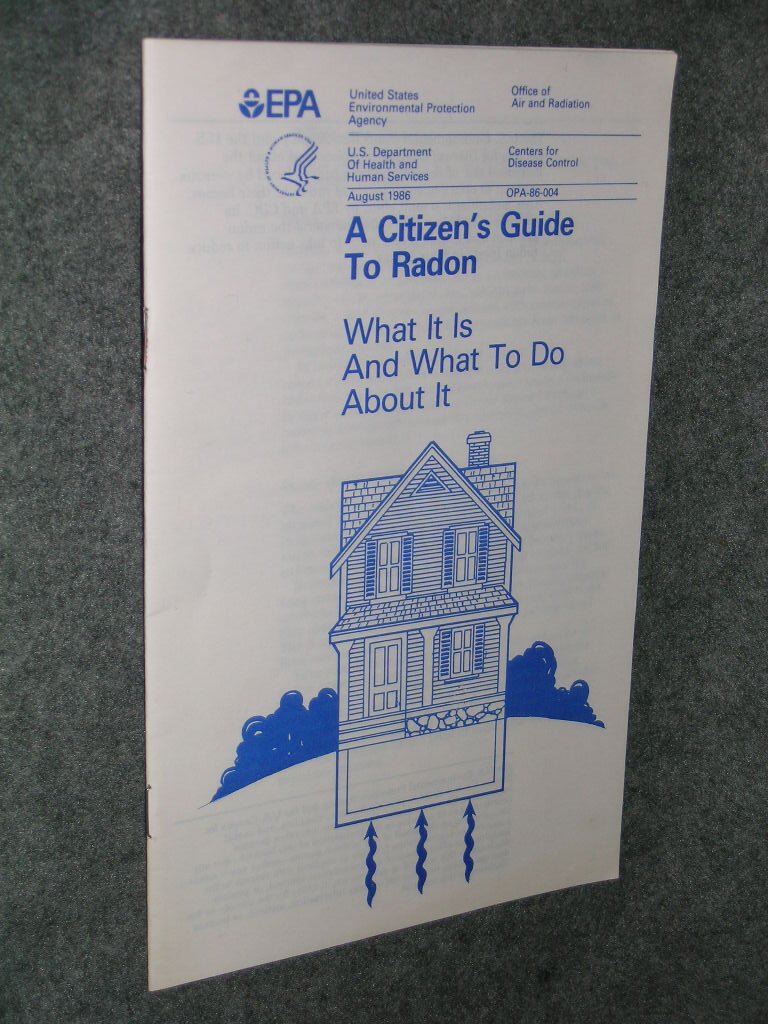 EPA
United States
Environmental Protection
Agency
Office of
Air and Radiation
U.S. Department
Of Health and
Human Services
Centers for
Disease Control
August 1986
OPA-86-004
A Citizen's Guide
To Radon
What It Is
And What To Do
About It